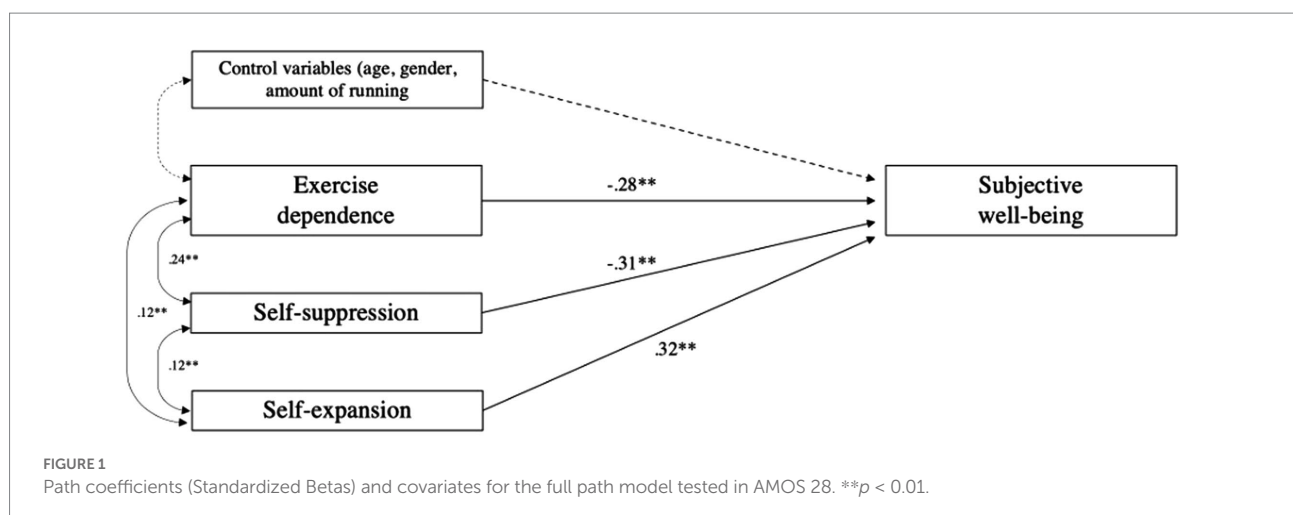 Control variables (age, gender,
amount of running
Exercise
dependence
-.28**
Subjective
well-being
.24**
-.31**
Self-suppression
.12**
.12**
.32**
Self-expansion
FIGURE 1
Path coefficients (Standardized Betas) and covariates for the full path model tested in AMOS 28. **p < 0.01.